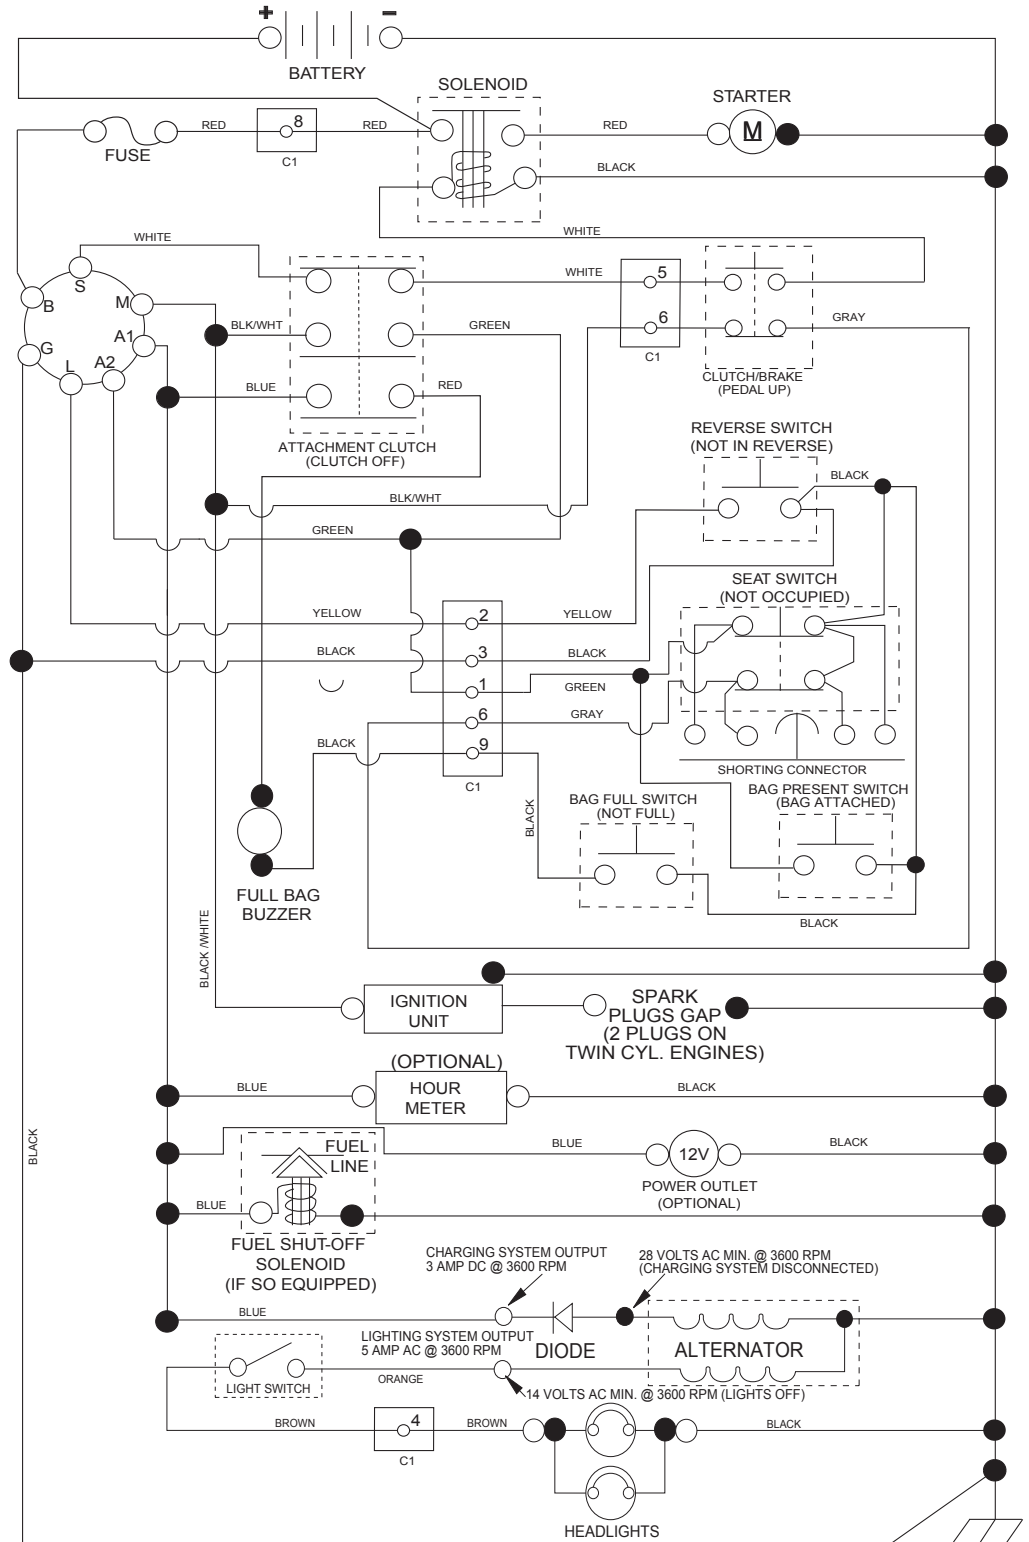 + −
BATTERY
SOLENOID
STARTER
RED
8
RED
RED
M
FUSE
C1
BLACK
WHITE
WHITE
S
WHITE
5
B
M
BLK/WHT
GREEN
6
GRAY
A1
G
A2
L
C1
BLUE
RED
CLUTCH/BRAKE
(PEDAL UP)
ATTACHMENT CLUTCH
(CLUTCH OFF)
REVERSE SWITCH
(NOT IN REVERSE)
BLACK
BLK/WHT
GREEN
SEAT SWITCH
(NOT OCCUPIED)
YELLOW
2
YELLOW
BLACK
3
BLACK
1
GREEN
6
GRAY
BLACK
9
SHORTING CONNECTOR
C1
BAG FULL SWITCH
(NOT FULL)
BAG PRESENT SWITCH
(BAG ATTACHED)
BLACK
FULL BAG
BUZZER
BLACK
BLACK /WHITE
IGNITION
UNIT
SPARK
PLUGS GAP
(2 PLUGS ON
TWIN CYL. ENGINES)
(OPTIONAL)
BLUE
HOUR
METER
BLACK
BLACK
FUEL
LINE
BLUE
12V
BLACK
POWER OUTLET
(OPTIONAL)
BLUE
FUEL SHUT-OFF
SOLENOID
(IF SO EQUIPPED)
CHARGING SYSTEM OUTPUT
3 AMP DC @ 3600 RPM
28 VOLTS AC MIN. @ 3600 RPM
(CHARGING SYSTEM DISCONNECTED)
BLUE
LIGHTING SYSTEM OUTPUT
5 AMP AC @ 3600 RPM
DIODE
ALTERNATOR
LIGHT SWITCH
ORANGE
14 VOLTS AC MIN. @ 3600 RPM (LIGHTS OFF)
BROWN
4
BROWN
BLACK
C1
HEADLIGHTS